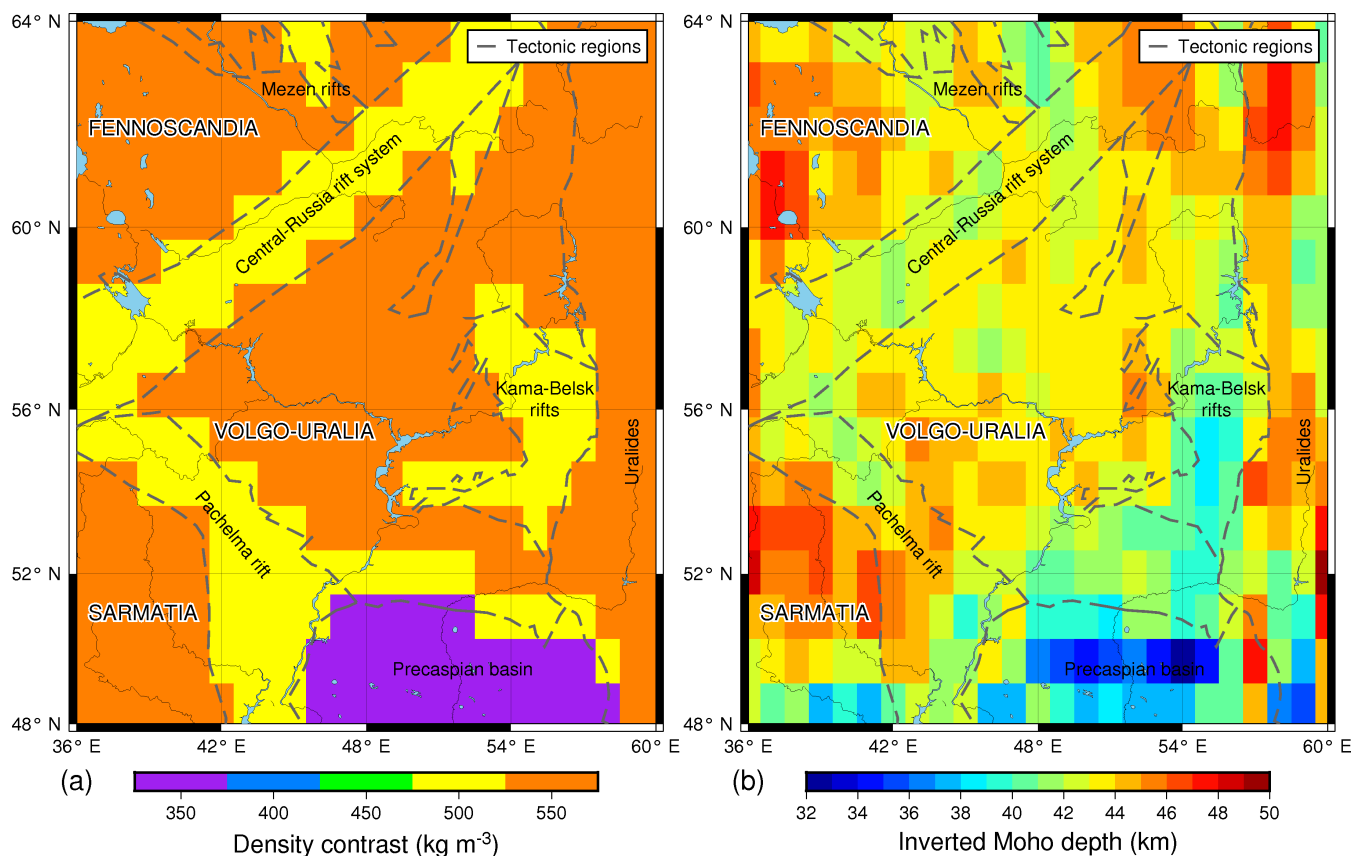 64° N
60° N
56° N
52° N
48° N
36° E
42° E
48° E
54° E
60° E
Tectonic regions
Mezen rifts
FENNOSCANDIA
Central-Russia rift system
Kama-Belsk
rifts
VOLGO-URALIA
Uralides
Pachelma rift
SARMATIA
Precaspian basin
(a)
350
400
450
500
550
Density contrast (kg m-3)
64° N
60° N
56° N
52° N
48° N
36° E
42° E
48° E
54° E
60° E
Tectonic regions
Mezen rifts
FENNOSCANDIA
Central-Russia rift system
Kama-Belsk
rifts
VOLGO-URALIA
Uralides
Pachelma rift
SARMATIA
Precaspian basin
(b)
32
34
36
38
40
42
44
46
48
50
Inverted Moho depth (km)